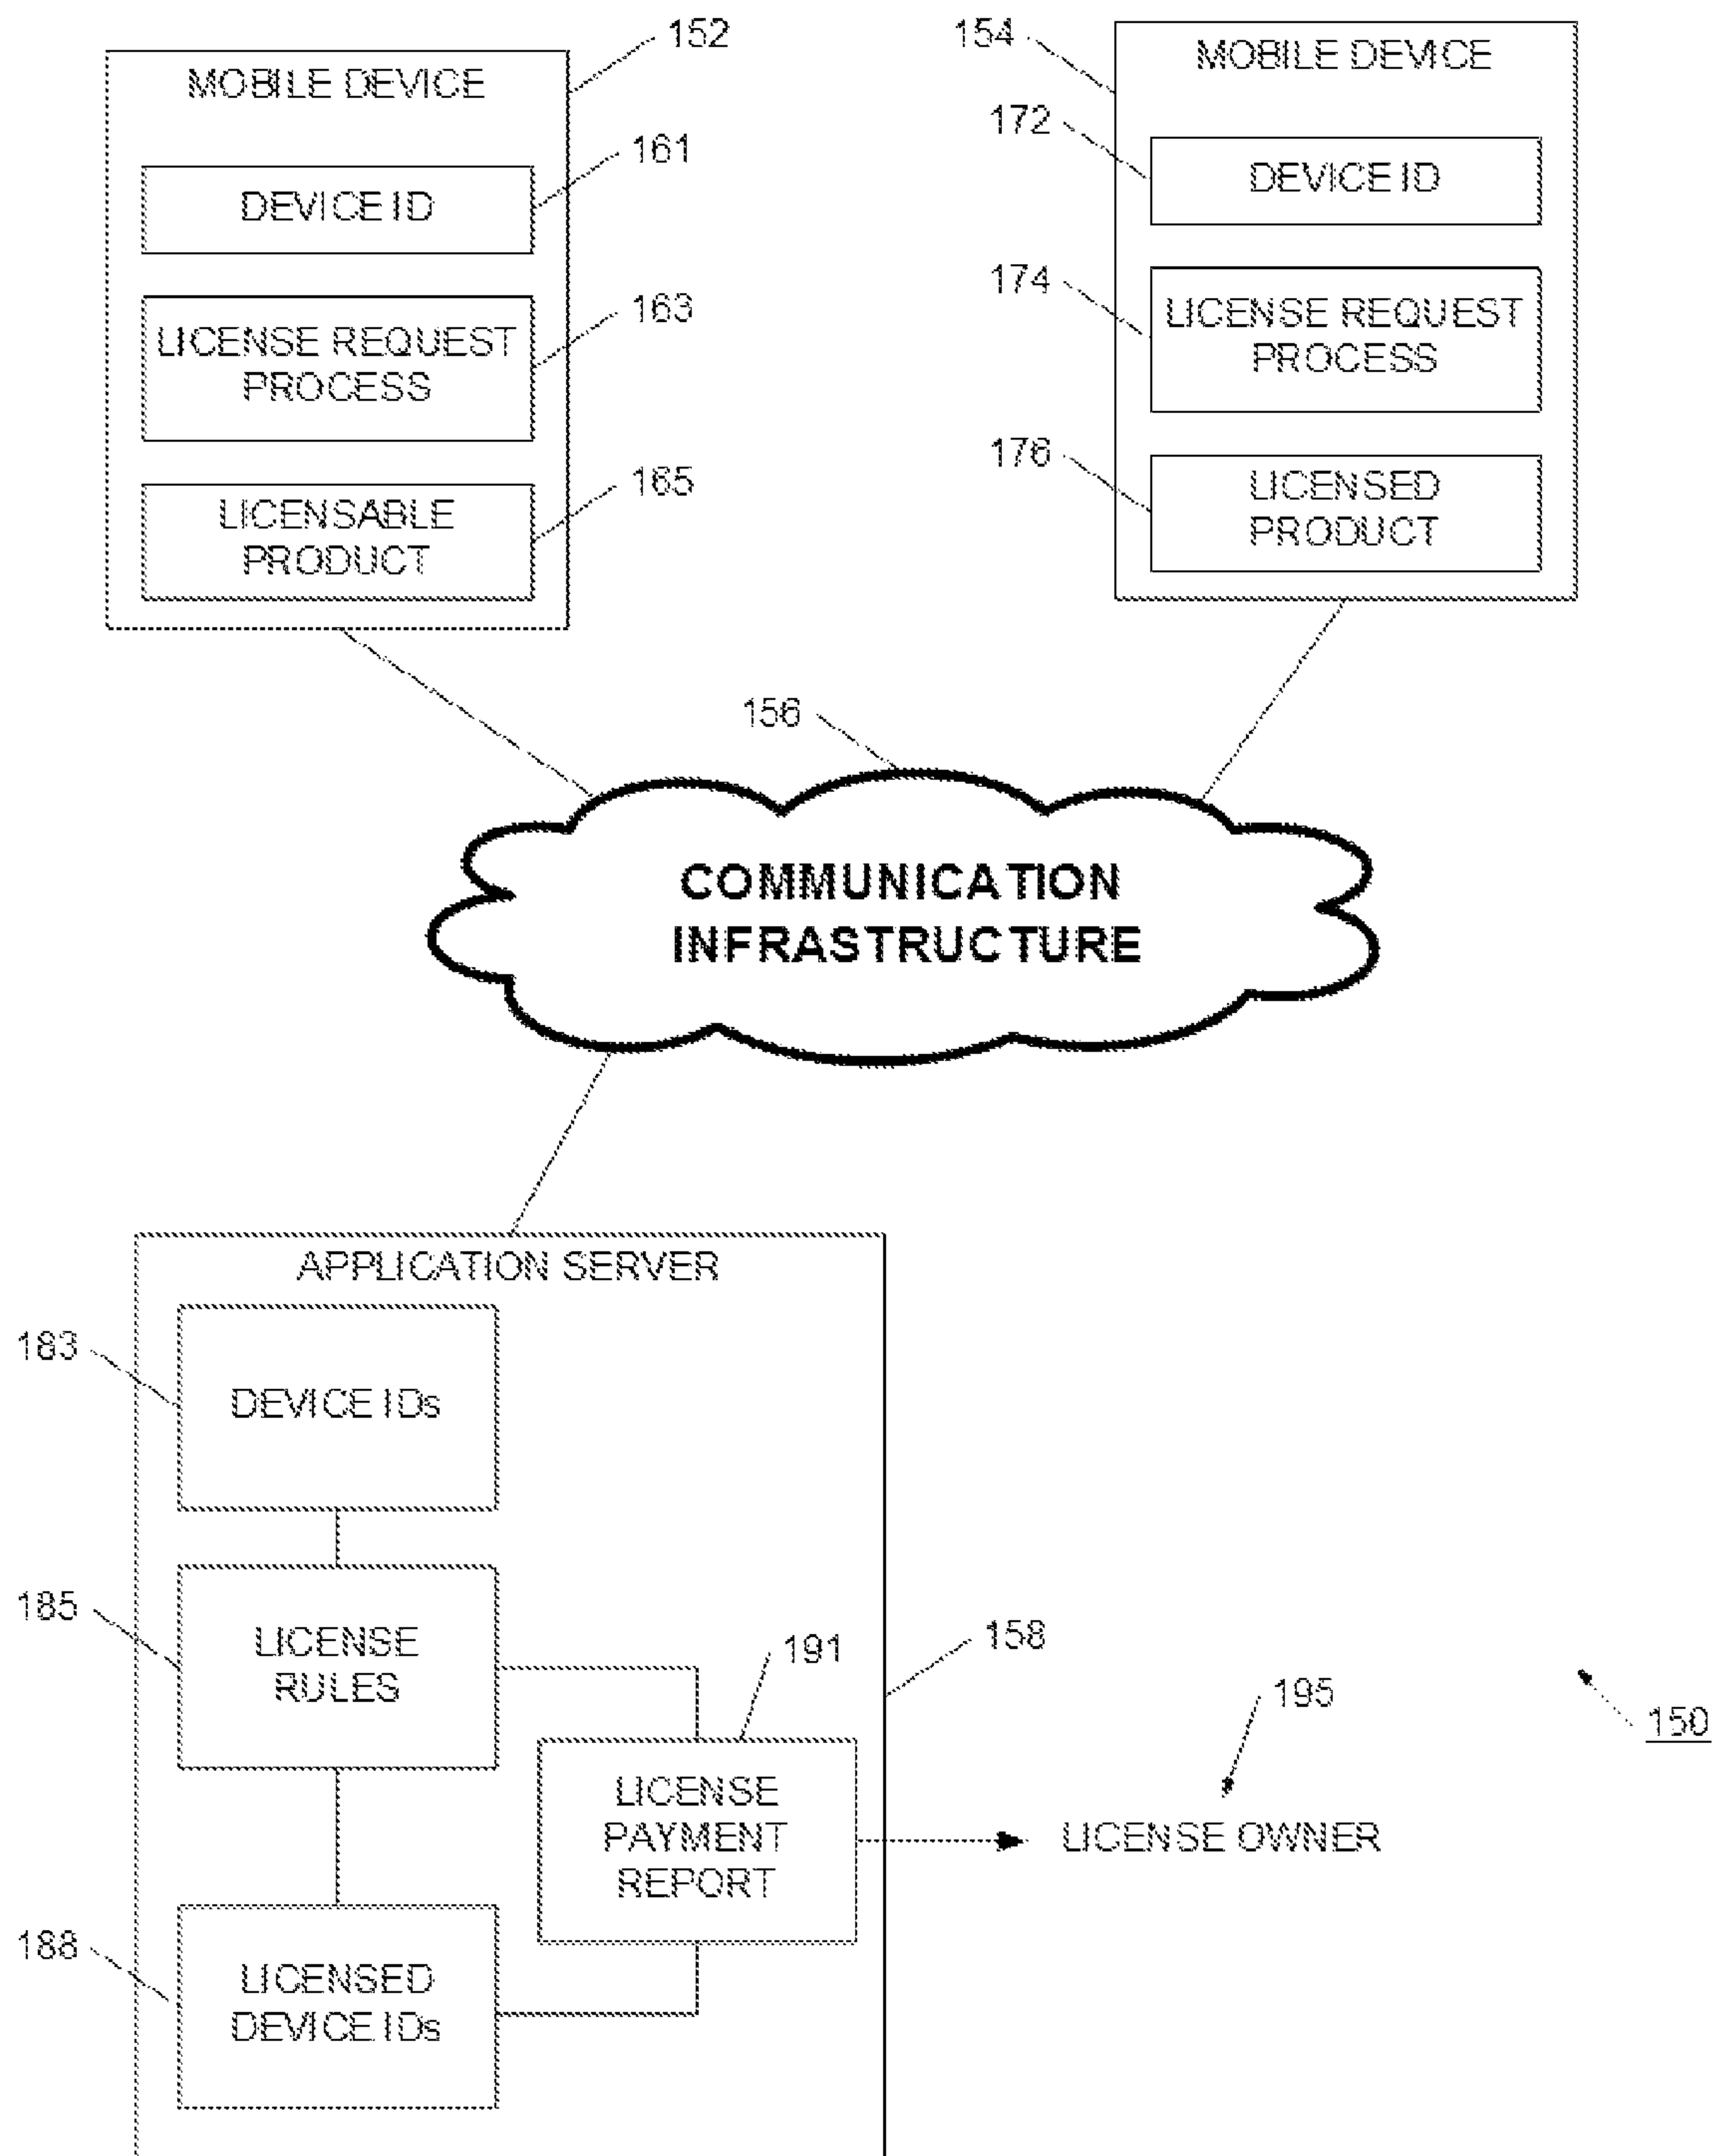 152
MOBILE DEVICE
161
DEVICE ID
163
LICENSE REQUEST
PROCESS
165
LICENSABLE
PRODUCT
154
MOBILE DEVICE
172
DEVICE ID
174
LICENSE REQUEST
PROCESS
176
LICENSED
PRODUCT
156
COMMUNICATION
INFRASTRUCTURE
APPLICATION SERVER
183
DEVICE IDs
185
LICENSE
RULES
158
191
195
150
LICENSE
PAYMENT
REPORT
LICENSE OWNER
188
LICENSED
DEVICE IDs